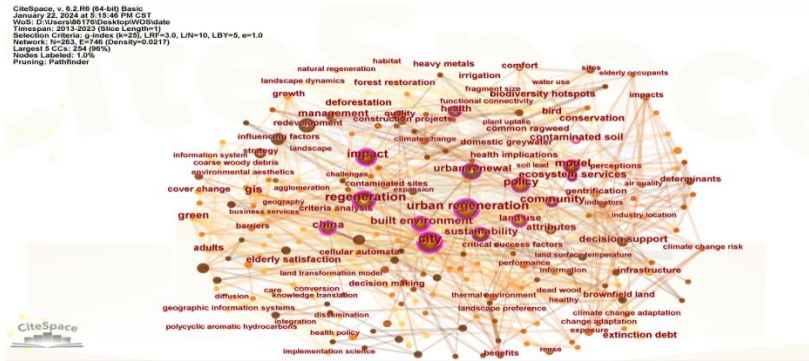 CiteSpace, v. 6.2.R6 (64-bit) Basic
January 22, 2024 at 5:15:46 PM CST
WoS: D:\Users\86176\Desktop\WOS\date
Timespan: 2013-2023 (Slice Length=1)
Selection Criteria: g-index (k=25), LRF=3.0, L/N=10, LBY=5, e=1.0
Network: N=263, E=746 (Density=0.0217)
Largest 5 CCs: 254 (96%)
Nodes Labeled: 1.0%
Pruning: Pathfinder
habitat
heavy metals
comfort
sites
natural regeneration
elderly occupants
landscape dynamics
forest restoration
irrigation
water use
fragment size
impacts
growth
biodiversity hotspots
deforestation
functional connectivity
management
quality
health
bird
conservation
redevelopment
construction projects
plant uptake
common ragweed
influencing factors
climate change
domestic greywater
contaminated soil
strategy
landscape
information system
impact
health implications
model
perceptions
coarse woody debris
challenges
urban renewal
soil lead
environmental aesthetics
ecosystem services
contaminated sites
expansion
policy
air quality
determinants
cover change
gis
agglomeration
regeneration
gentrification
geography
criteria analysis
community
indicators
green
business services
urban regeneration
industry location
barriers
built environment
land use
china
attributes
adults
city
sustainability
decision support
cellular automata
critical success factors
climate change risk
elderly satisfaction
land surface temperature
performance
land transformation model
information
infrastructure
decision making
care
conversion
thermal environment
dead wood
brownfield land
diffusion
knowledge translation
healthy
geographic information systems
landscape preference
climate change adaptation
dissemination
change adaptation
integration
exposure
polycyclic aromatic hydrocarbons
health policy
extinction debt
implementation science
benefits
reuse
CiteSpace